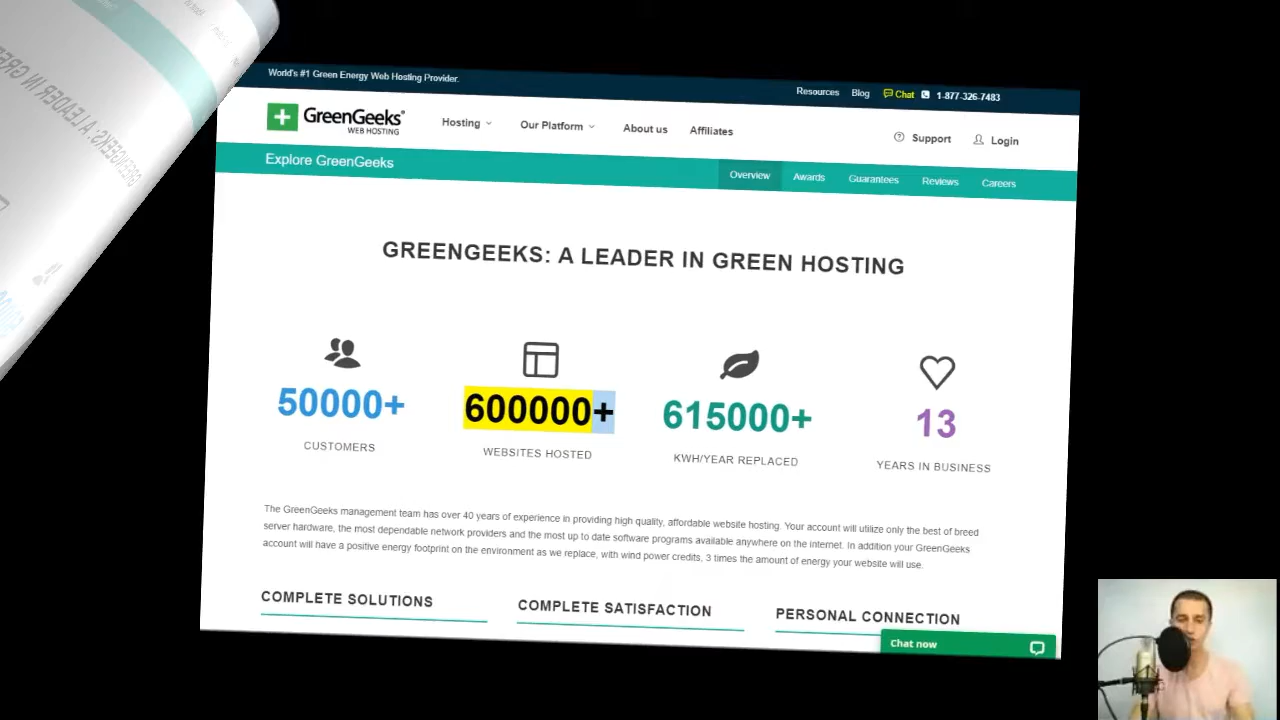 World's #1 Green Energy Web Hosting Provider.
Resources Blog Chat 1-877-326-7483
GreenGeeks®
WEB HOSTING
Hosting Our Platform About us Affiliates Support Login
Explore GreenGeeks
Overview Awards Guarantees Reviews Careers
GREENGEEKS: A LEADER IN GREEN HOSTING
50000+ 600000+ 615000+ 13
CUSTOMERS WEBSITES HOSTED KWH/YEAR REPLACED YEARS IN BUSINESS
The GreenGeeks management team has over 40 years of experience in providing high quality, affordable website hosting. Your account will utilize only the best of breed
server hardware, the most dependable network providers and the most up to date software programs available anywhere on the internet. In addition your GreenGeeks
account will have a positive energy footprint on the environment as we replace, with wind power credits, 3 times the amount of energy your website will use.
COMPLETE SOLUTIONS COMPLETE SATISFACTION PERSONAL CONNECTION
Chat now